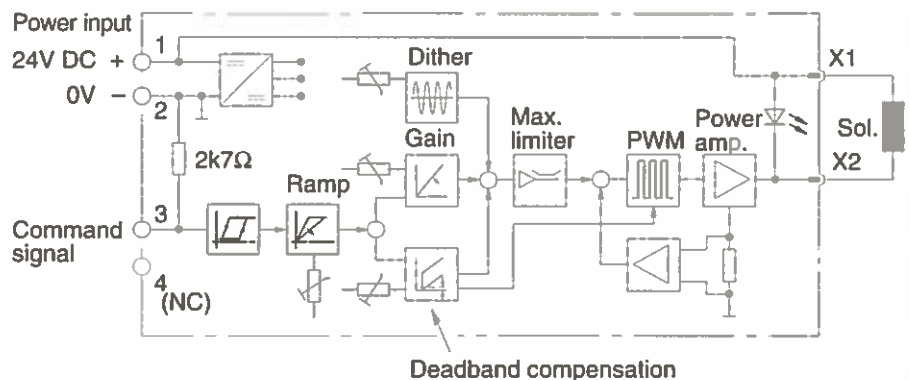 Power input
24V DC +
1
0V −
2
2k7Ω
Dither
Gain
Max.
limiter
PWM
Power
amp.
X1
X2
Sol.
Ramp
3
Command
signal
4
(NC)
Deadband compensation